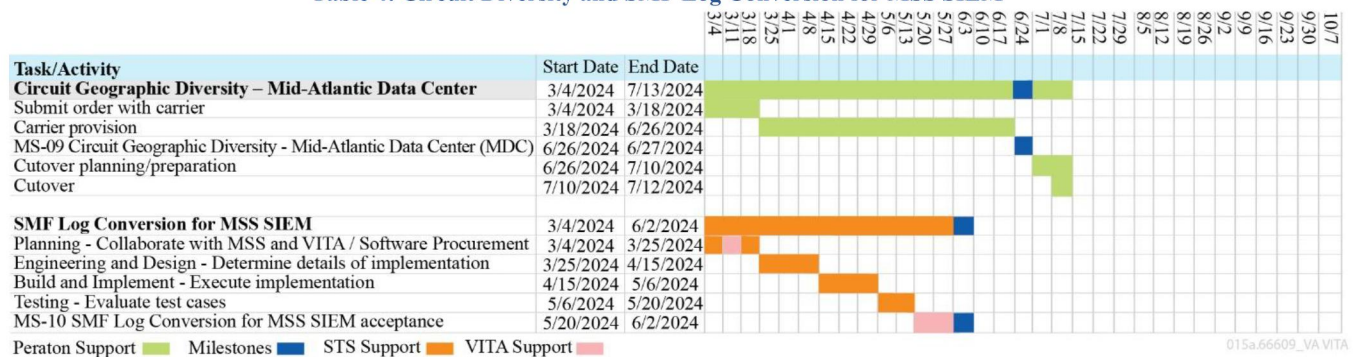 Table 4. Circuit Diversity and SMF Log Conversion for MSS SIEM
3/4 3/11 3/18 3/25 4/1 4/8 4/15 4/22 4/29 5/6 5/13 5/20 5/27 6/3 6/10 6/17 6/24 7/1 7/8 7/15 7/22 7/29 8/5 8/12 8/19 8/26 9/2 9/9 9/16 9/23 9/30 10/7
Task/Activity Start Date End Date
Circuit Geographic Diversity – Mid-Atlantic Data Center 3/4/2024 7/13/2024
Submit order with carrier 3/4/2024 3/18/2024
Carrier provision 3/18/2024 6/26/2024
MS-09 Circuit Geographic Diversity - Mid-Atlantic Data Center (MDC) 6/26/2024 6/27/2024
Cutover planning/preparation 6/26/2024 7/10/2024
Cutover 7/10/2024 7/12/2024
SMF Log Conversion for MSS SIEM 3/4/2024 6/2/2024
Planning - Collaborate with MSS and VITA / Software Procurement 3/4/2024 3/25/2024
Engineering and Design - Determine details of implementation 3/25/2024 4/15/2024
Build and Implement - Execute implementation 4/15/2024 5/6/2024
Testing - Evaluate test cases 5/6/2024 5/20/2024
MS-10 SMF Log Conversion for MSS SIEM acceptance 5/20/2024 6/2/2024
Peraton Support Milestones STS Support VITA Support
015a.66609_VA VITA